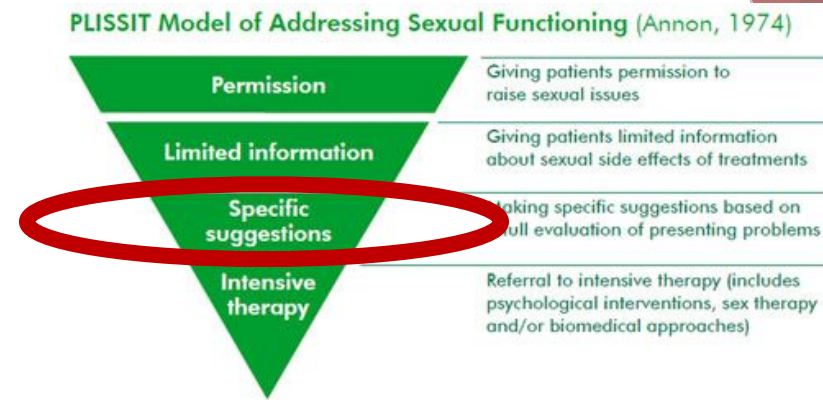 PLISSIT Model of Addressing Sexual Functioning (Annon, 1974)
Permission
Giving patients permission to
raise sexual issues
Limited information
Giving patients limited information
about sexual side effects of treatments
Specific
suggestions
aking specific suggestions based on
full evaluation of presenting problems
Intensive
therapy
Referral to intensive therapy (includes
psychological interventions, sex therapy
and/or biomedical approaches)